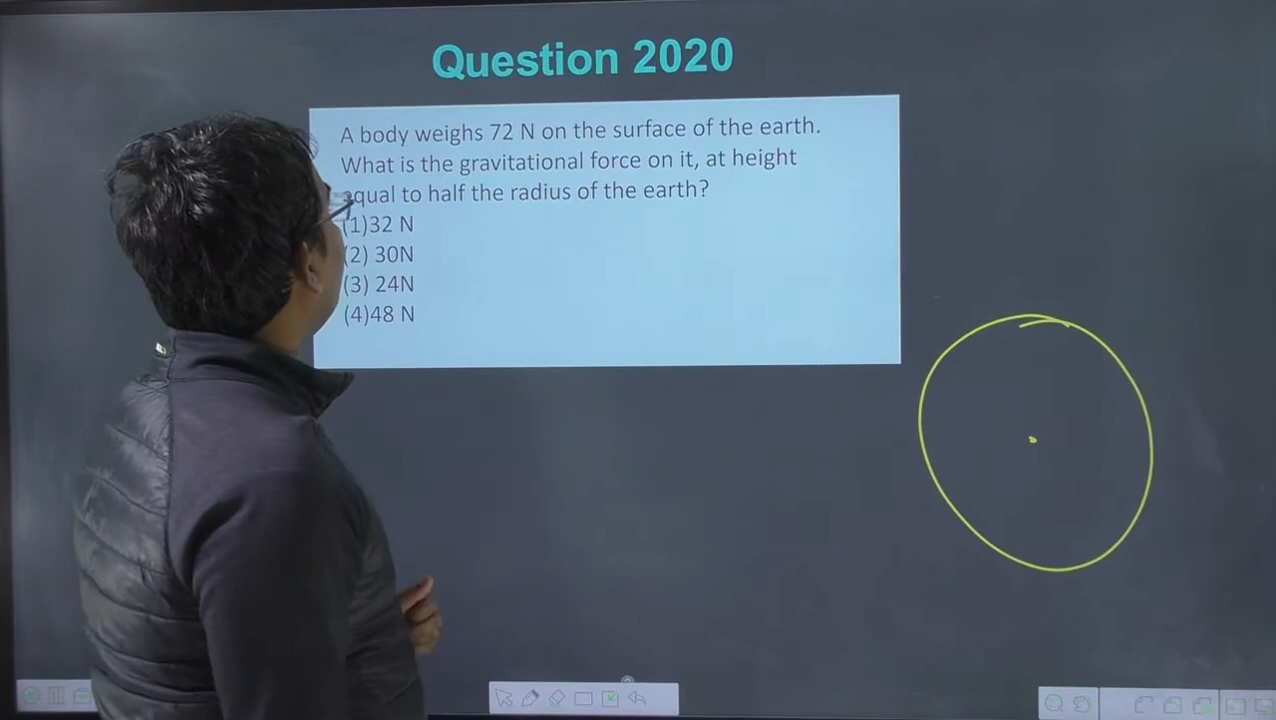 Question 2020
A body weighs 72 N on the surface of the earth.
What is the gravitational force on it, at height
equal to half the radius of the earth?
(1)32 N
(2) 30N
(3) 24N
(4)48 N